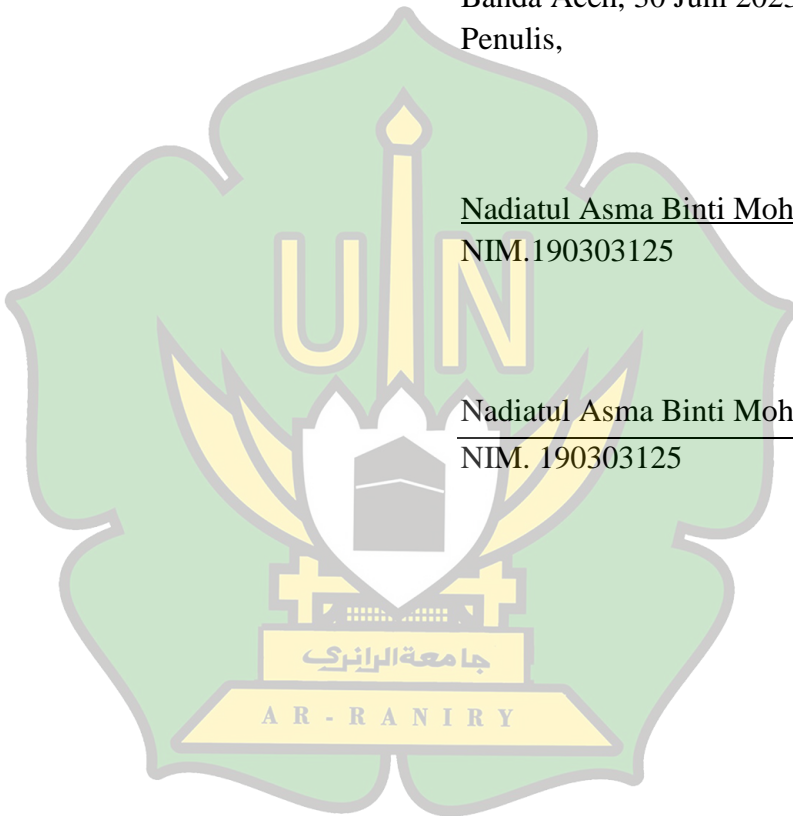 Banda Aceh, 30 Juni 2023
Penulis,
Nadiatul Asma Binti Moh
NIM.190303125
UIN
Nadiatul Asma Binti Moh
NIM. 190303125
جامعة الرانري
AR-RANIRY